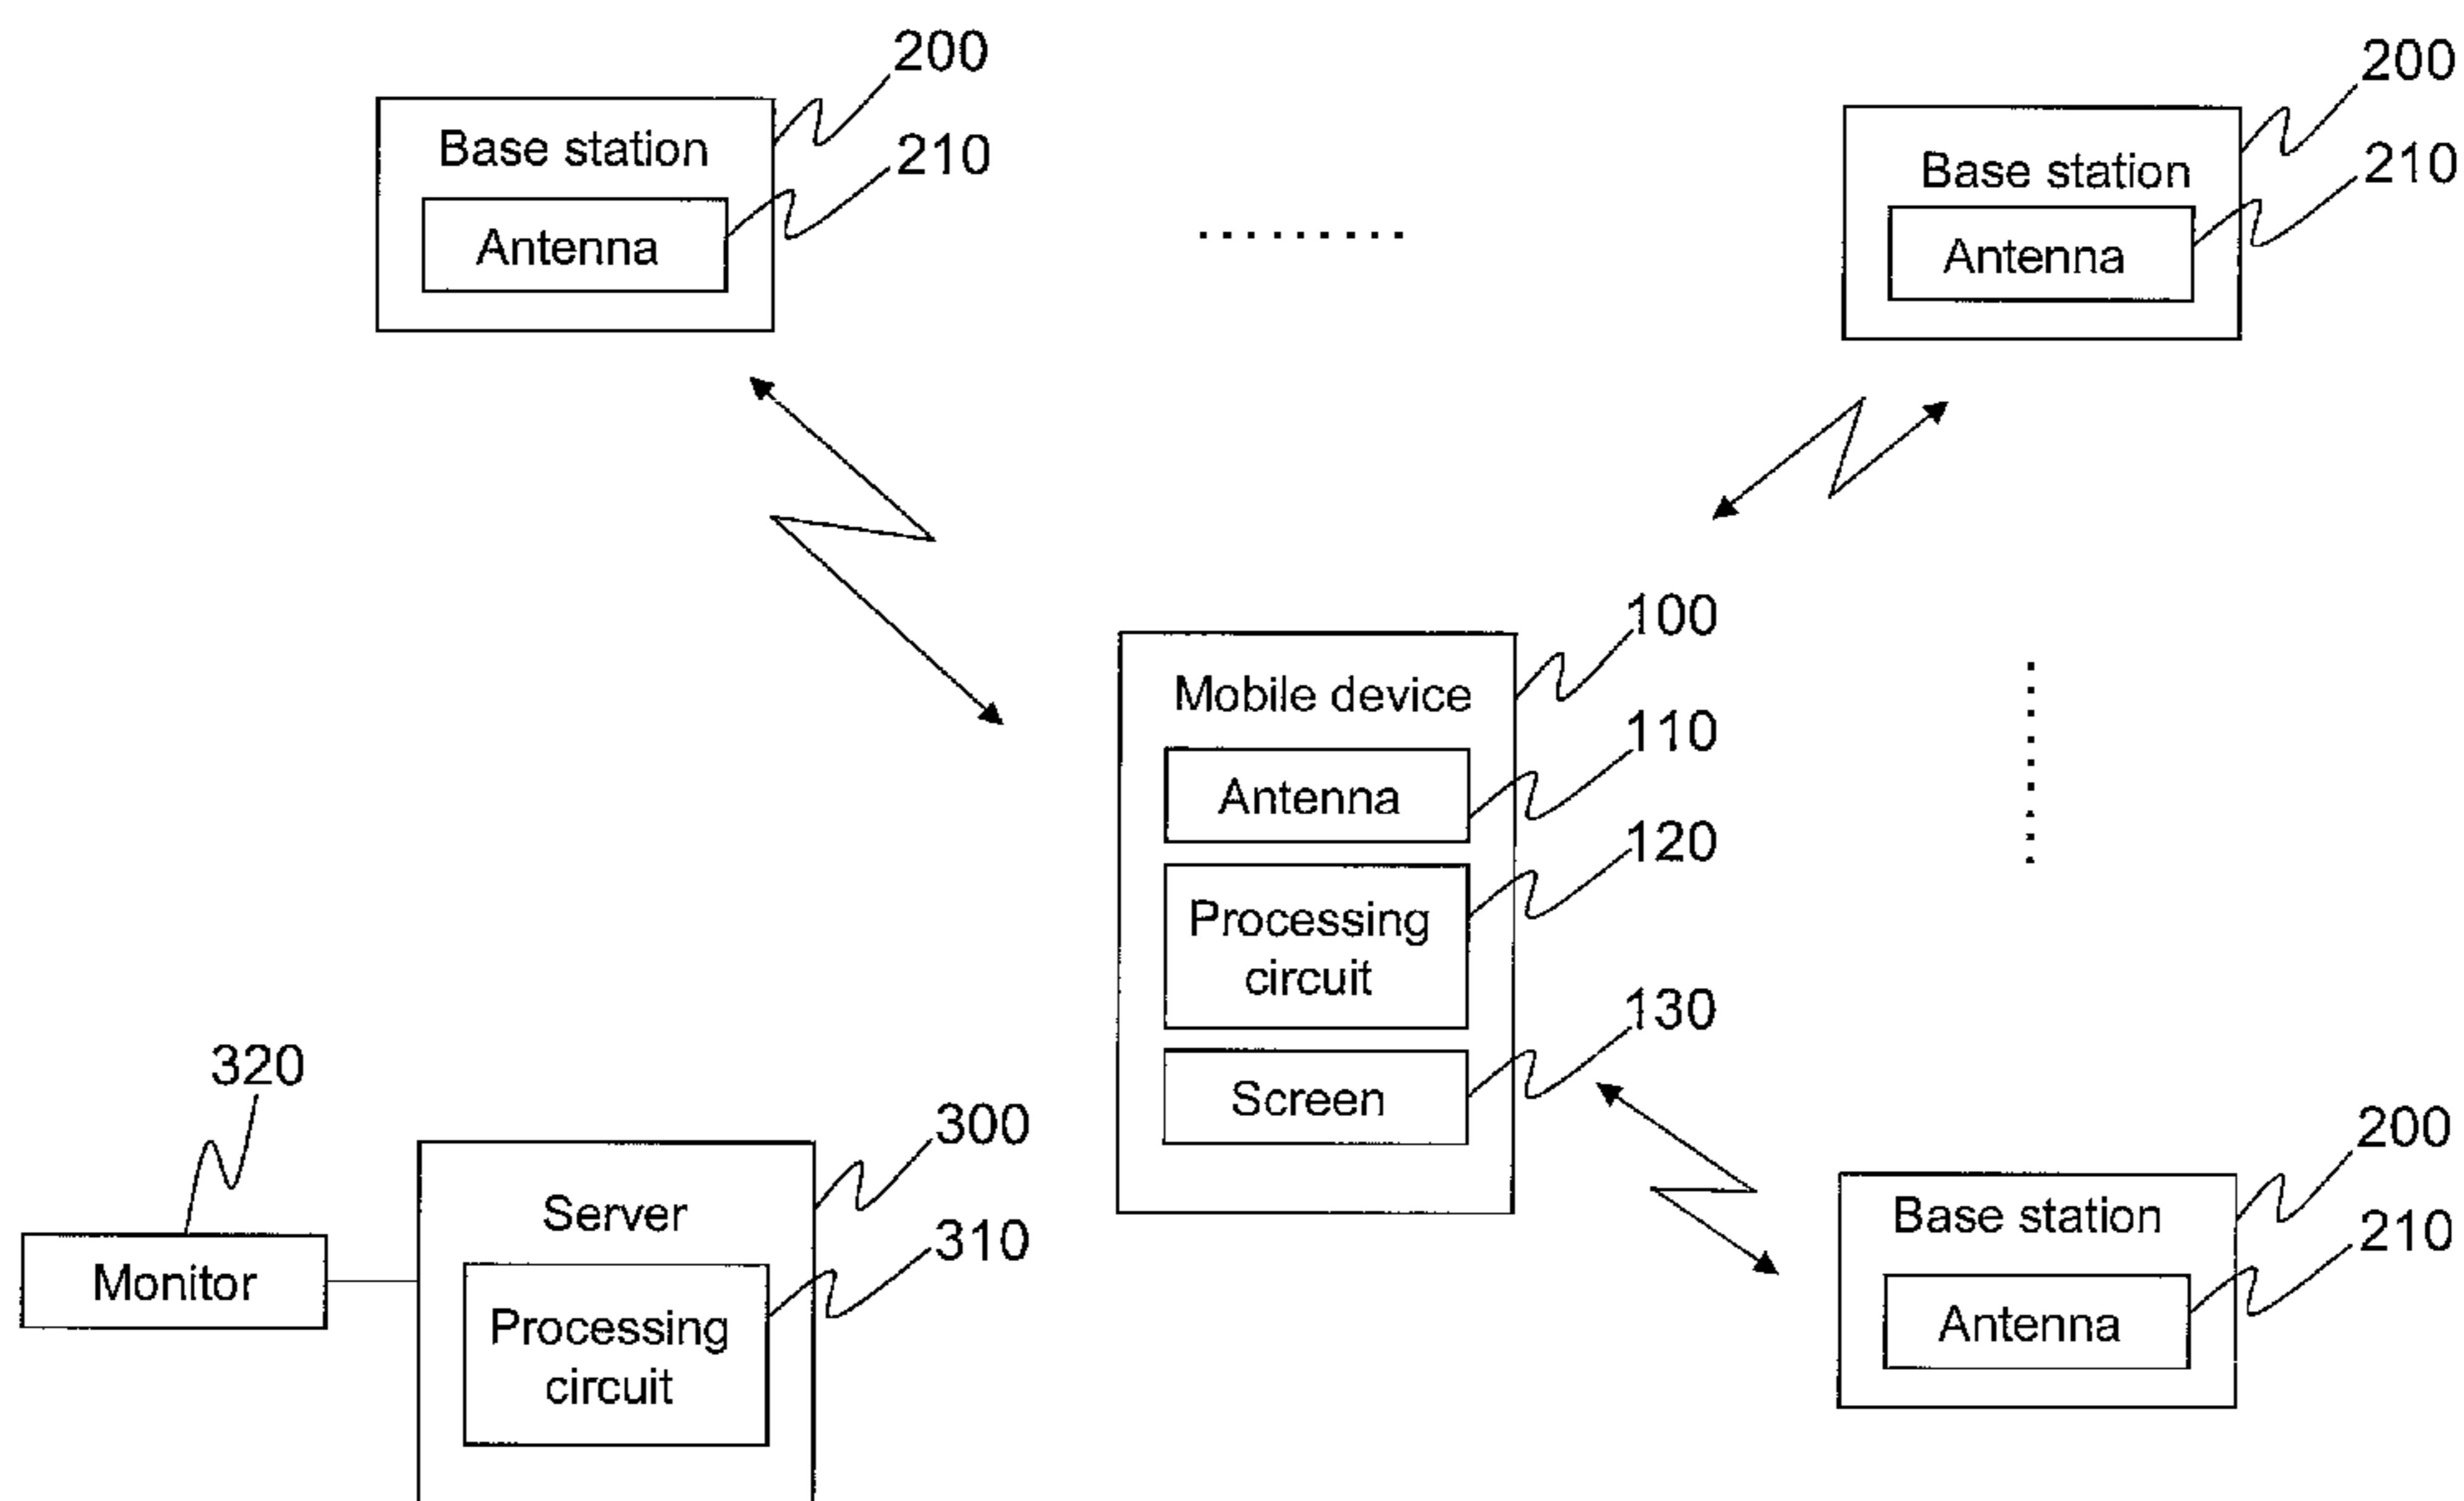 200
Base station
210
Antenna
200
Base station
210
Antenna
100
Mobile device
110
Antenna
120
Processing
circuit
130
Screen
320
Monitor
300
Server
310
Processing
circuit
200
Base station
210
Antenna